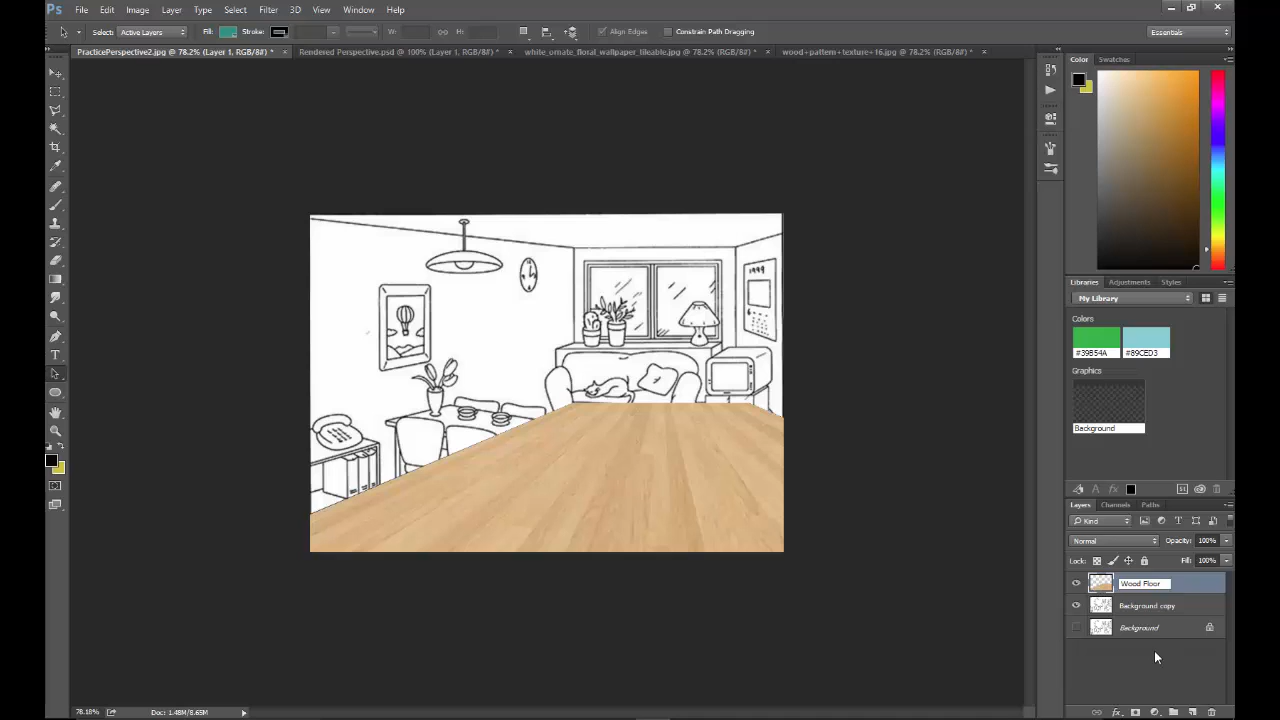 Ps File Edit Image Layer Type Select Filter 3D View Window Help
Select: Active Layers Fill: Stroke: W: H: Align Edges Constrain Path Dragging Essentials
PracticePerspective2.jpg @ 78.2% (Layer 1, RGB/8#) * × Rendered Perspective.psd @ 100% (Layer 1, RGB/8#) * × white_ornate_floral_wallpaper_tileable.jpg @ 78.2% (Layer 1, RGB/8#) * × wood+pattern+texture+16.jpg @ 78.2% (RGB/8#) * ×
Color Swatches
1999
Libraries Adjustments Styles
My Library
Colors
#39B54A #89CED3
Graphics
Background
Layers Channels Paths
Kind
Normal Opacity: 100%
Lock: Fill: 100%
Wood Floor
Background copy
Background
78.18% Doc: 1.48M/8.65M